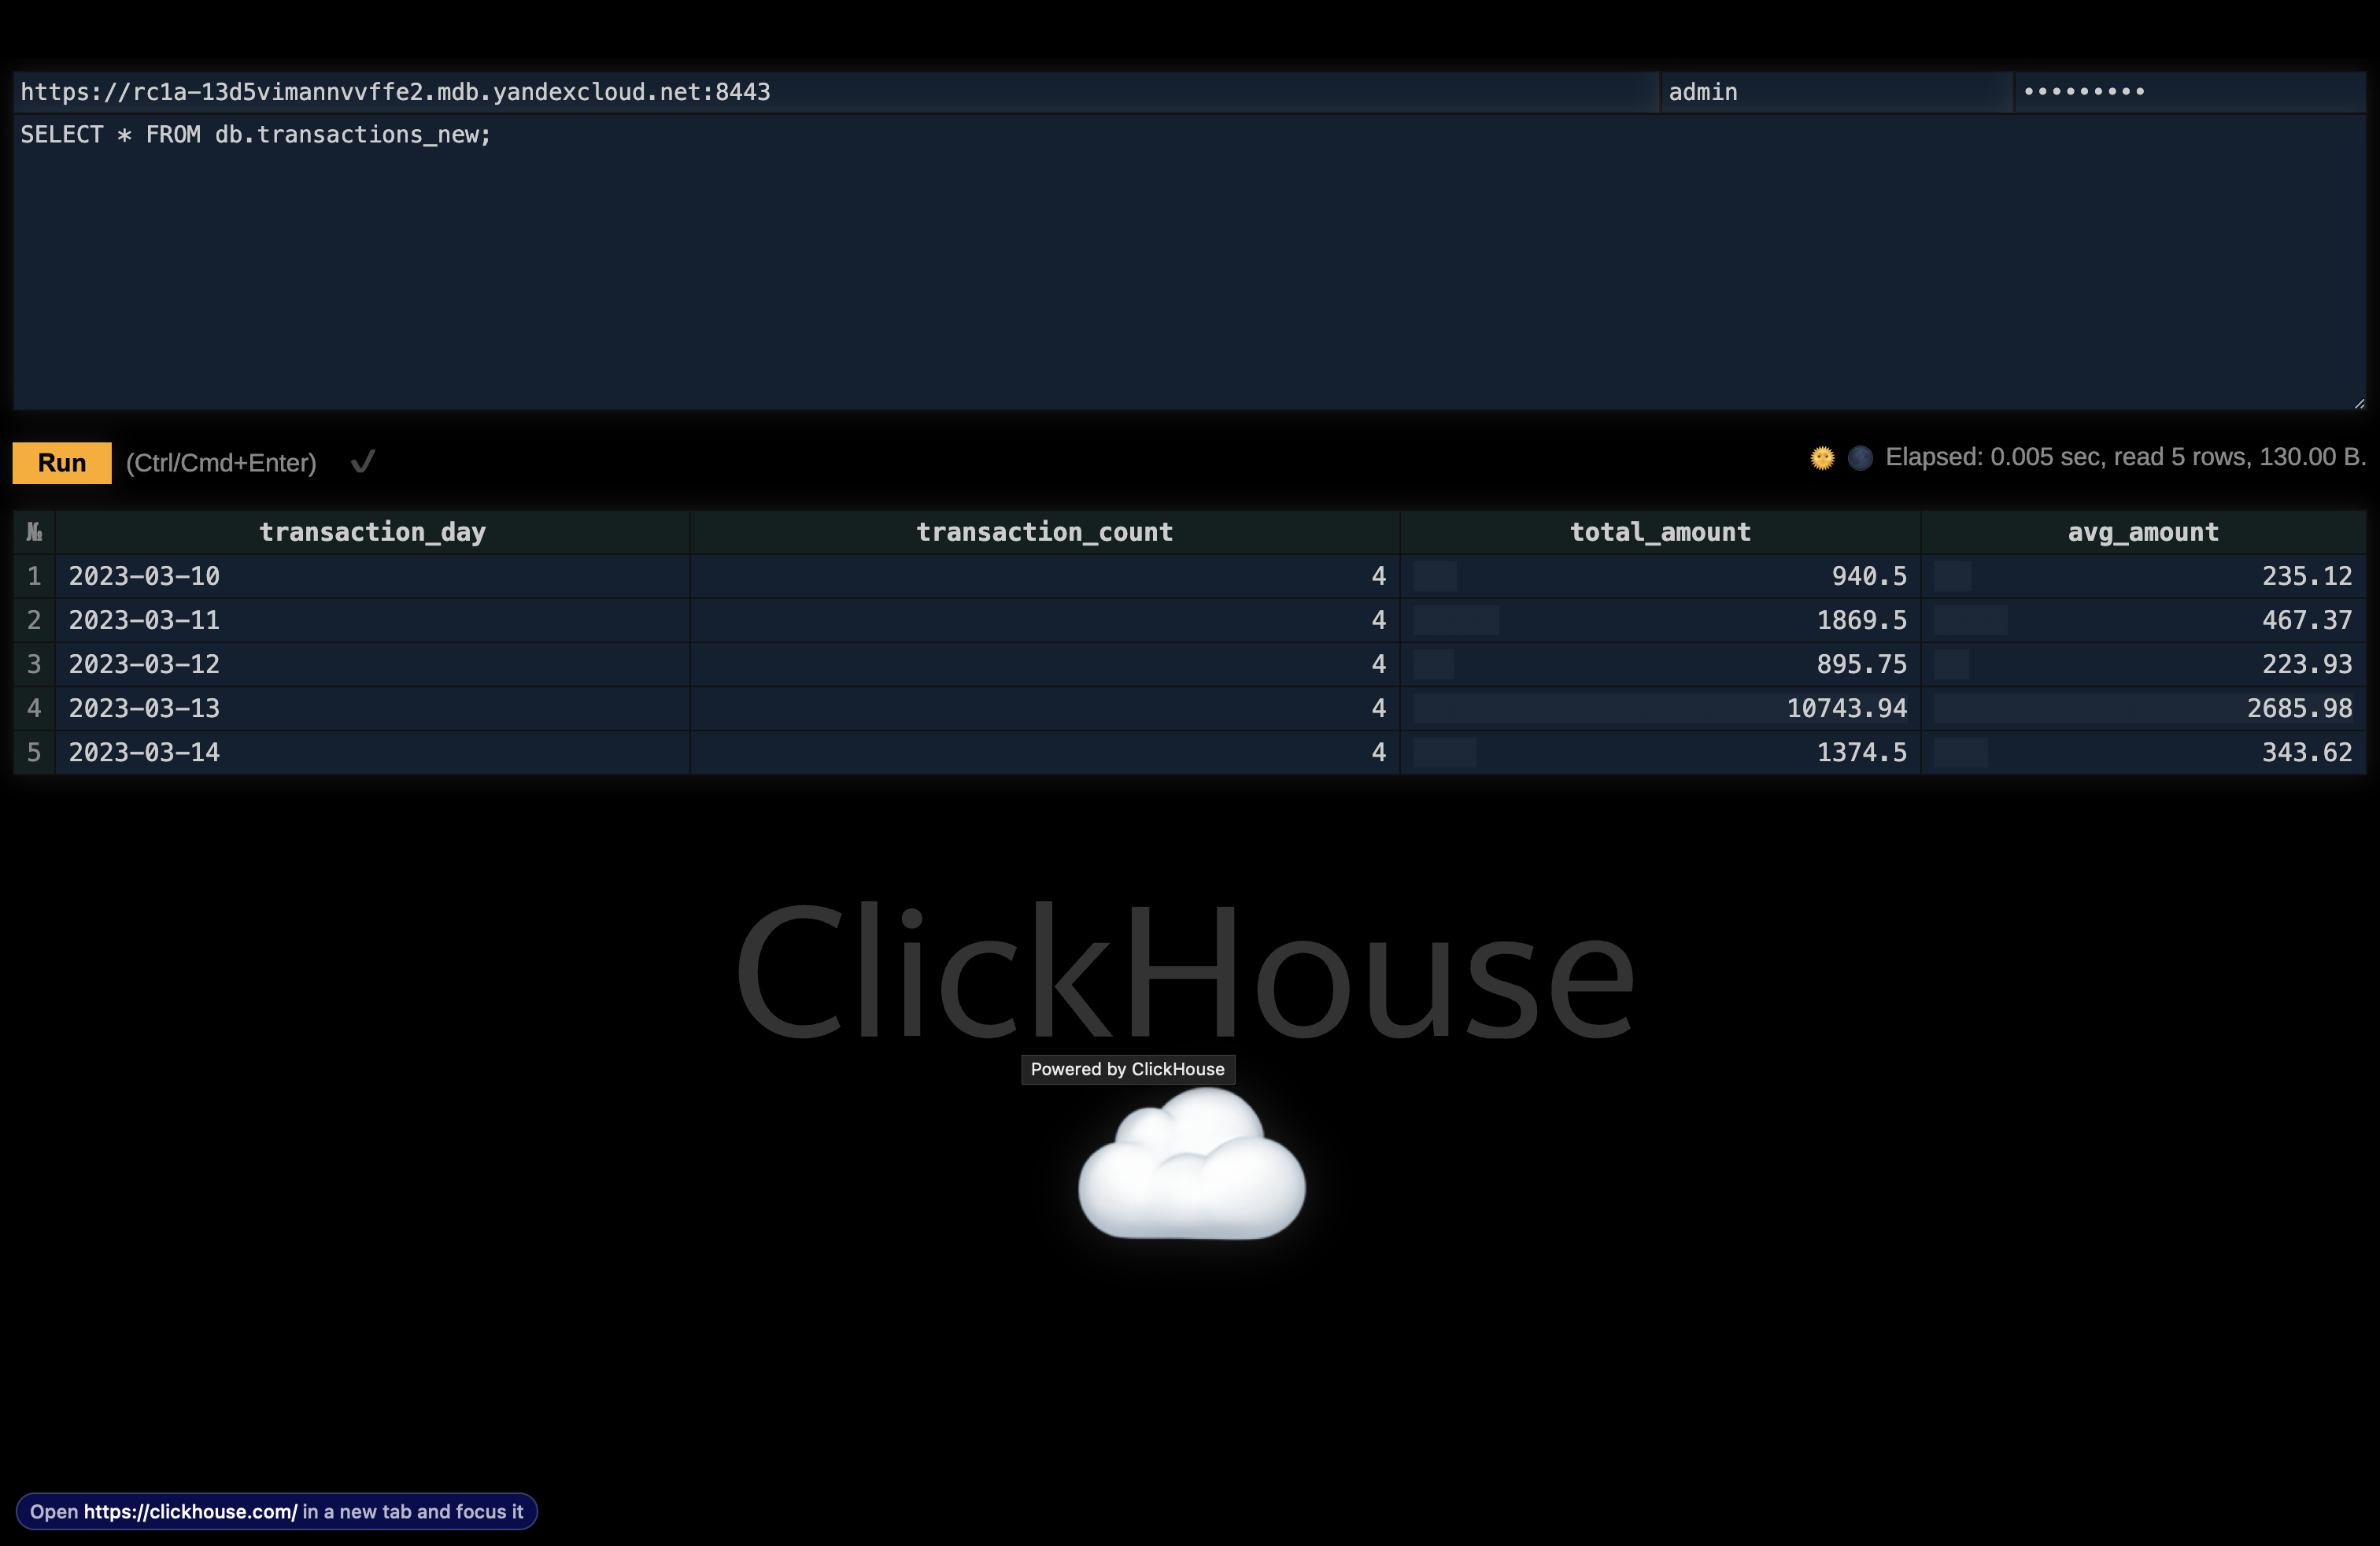 https://rc1a-13d5vimannvvffe2.mdb.yandexcloud.net:8443 admin •••••••••
SELECT * FROM db.transactions_new;
Run (Ctrl/Cmd+Enter) ✔ Elapsed: 0.005 sec, read 5 rows, 130.00 B.
№ transaction_day transaction_count total_amount avg_amount
1 2023-03-10 4 940.5 235.12
2 2023-03-11 4 1869.5 467.37
3 2023-03-12 4 895.75 223.93
4 2023-03-13 4 10743.94 2685.98
5 2023-03-14 4 1374.5 343.62
ClickHouse
Powered by ClickHouse
Open https://clickhouse.com/ in a new tab and focus it